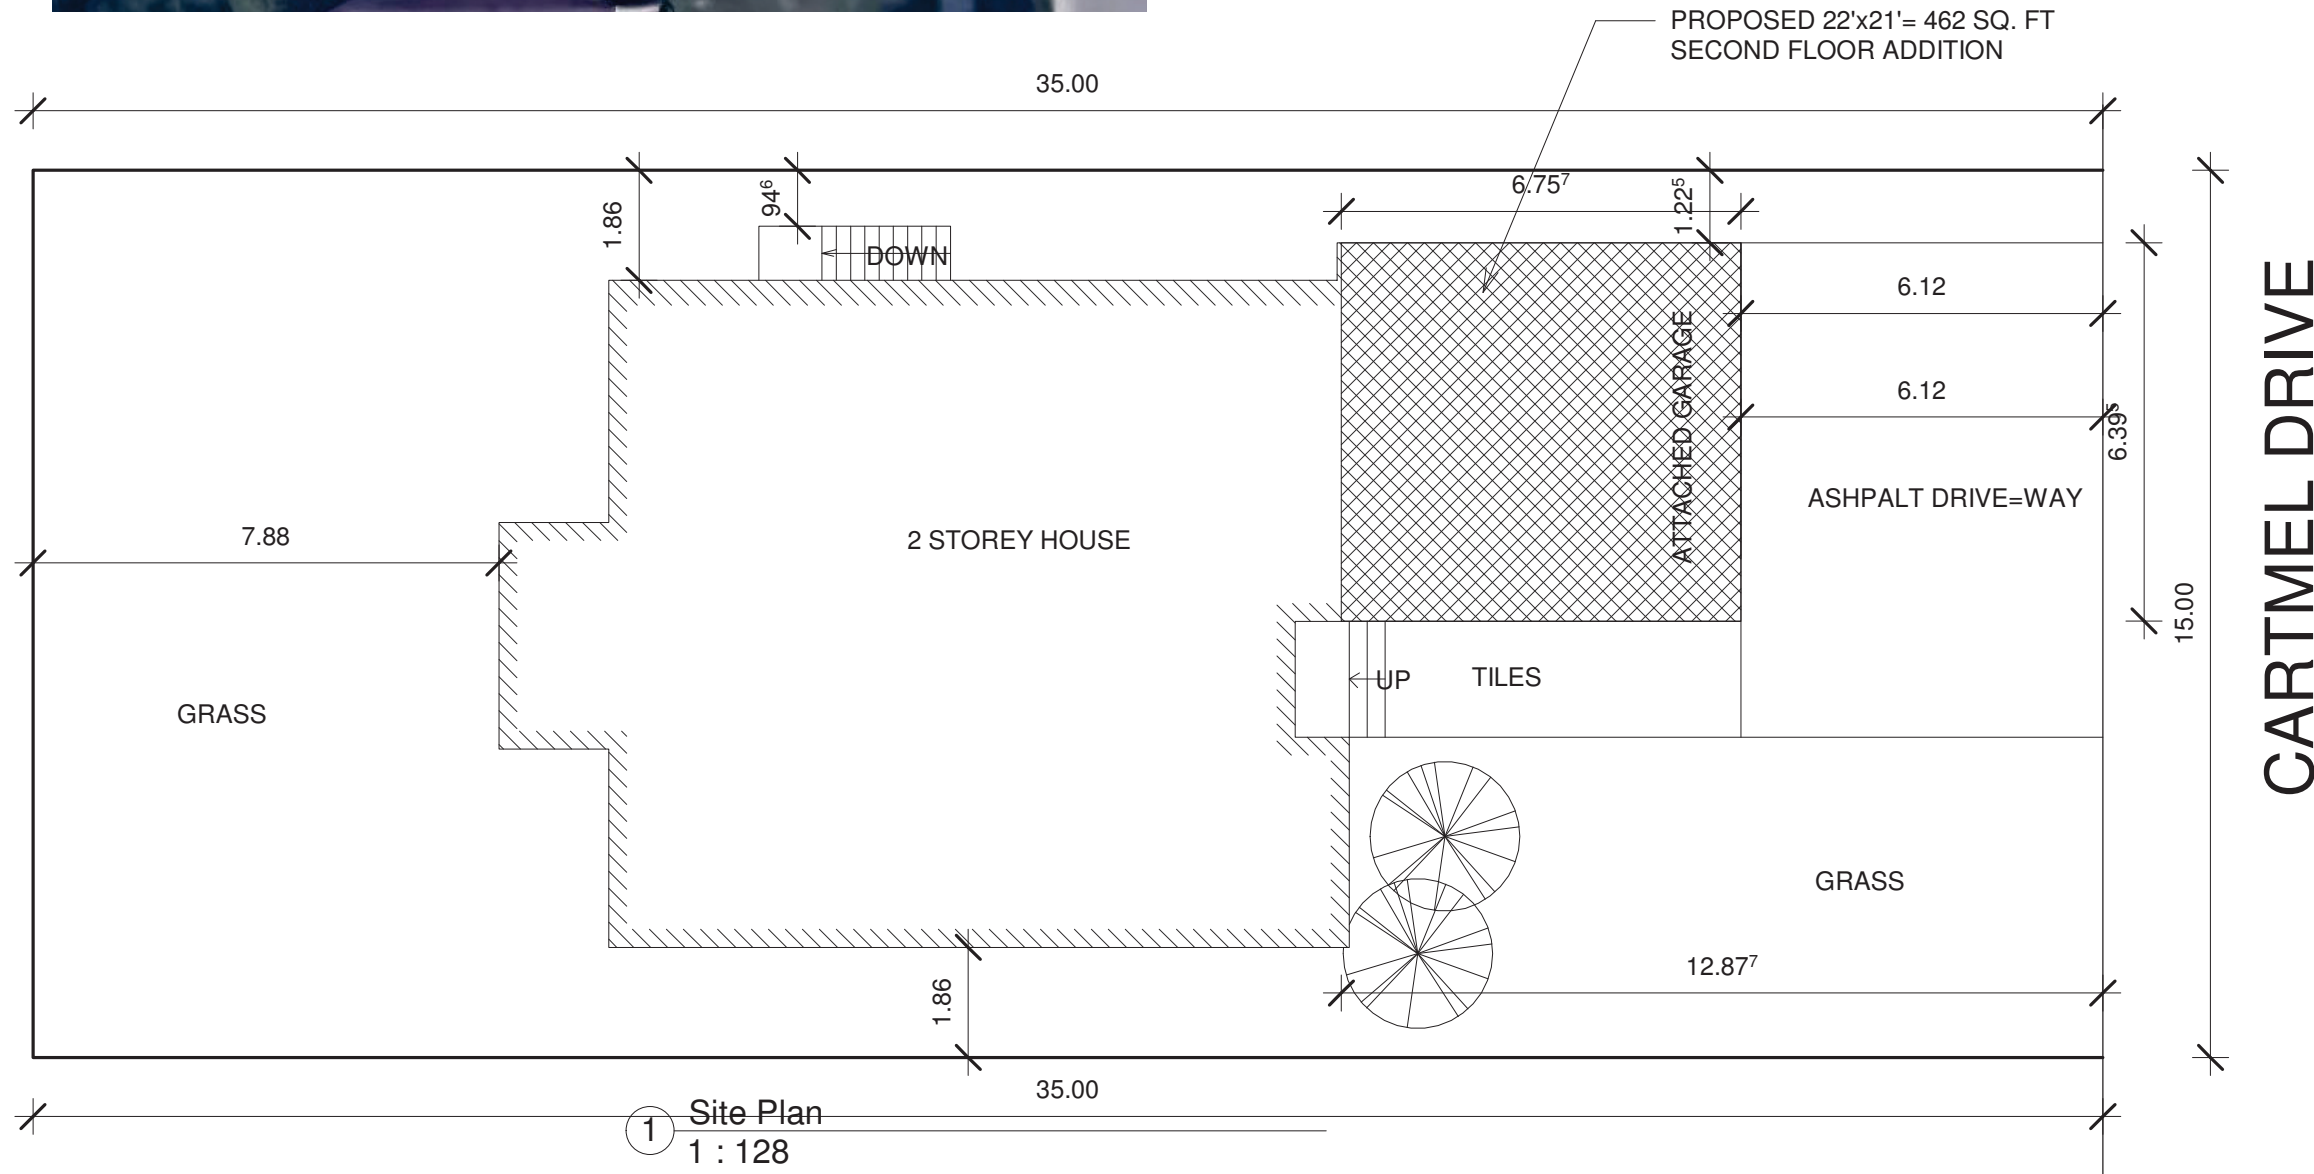 PROPOSED 22'x21'= 462 SQ. FT
SECOND FLOOR ADDITION
35.00
1.86
94⁶
6.75⁷
1.22⁵
DOWN
6.12
6.12
6.39⁵
ATTACHED GARAGE
ASHPALT DRIVE=WAY
7.88
2 STOREY HOUSE
15.00
CARTMEL DRIVE
UP
TILES
GRASS
GRASS
12.87⁷
1.86
35.00
1
Site Plan
1 : 128